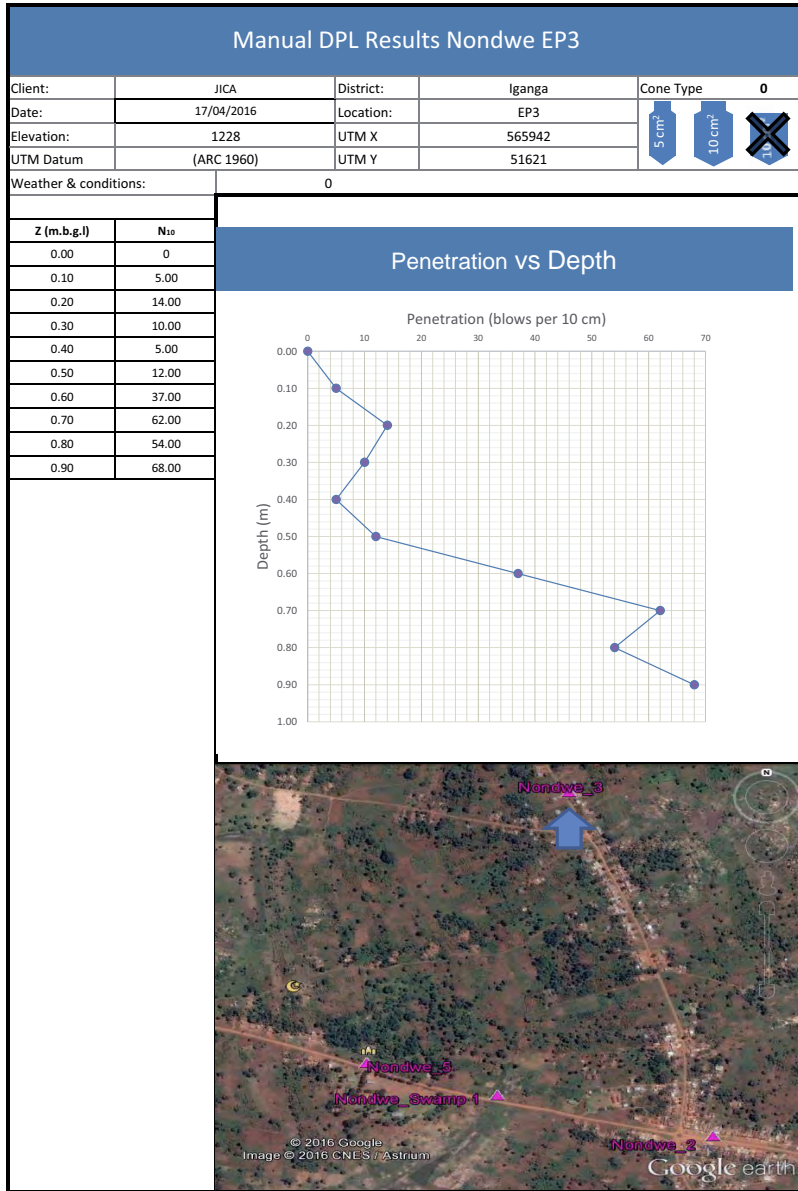 Manual DPL Results Nondwe EP3
Client: JICA District: Iganga Cone Type 0
Date: 17/04/2016 Location: EP3
Elevation: 1228 UTM X 565942
UTM Datum (ARC 1960) UTM Y 51621
5 cm²
10 cm²
Weather & conditions: 0
Z (m.b.g.l) N10
0.00 0
0.10 5.00
0.20 14.00
0.30 10.00
0.40 5.00
0.50 12.00
0.60 37.00
0.70 62.00
0.80 54.00
0.90 68.00
Penetration vs Depth
Penetration (blows per 10 cm)
0 10 20 30 40 50 60 70
0.00
0.10
0.20
0.30
0.40
0.50
0.60
0.70
0.80
0.90
1.00
Depth (m)
N
Nondwe_3
Nondwe_5
Nondwe_Swamp 1
Nondwe_2
© 2016 Google
Image © 2016 CNES / Astrium
Google earth